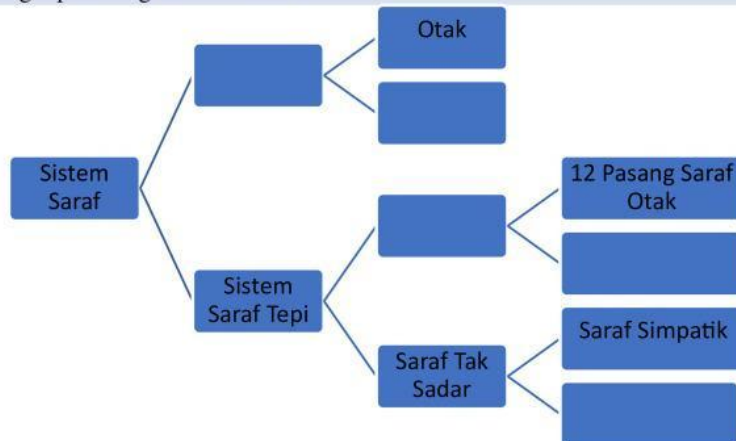 Otak
Sistem
Saraf
12 Pasang Saraf
Otak
Sistem
Saraf Tepi
Saraf Simpatik
Saraf Tak
Sadar